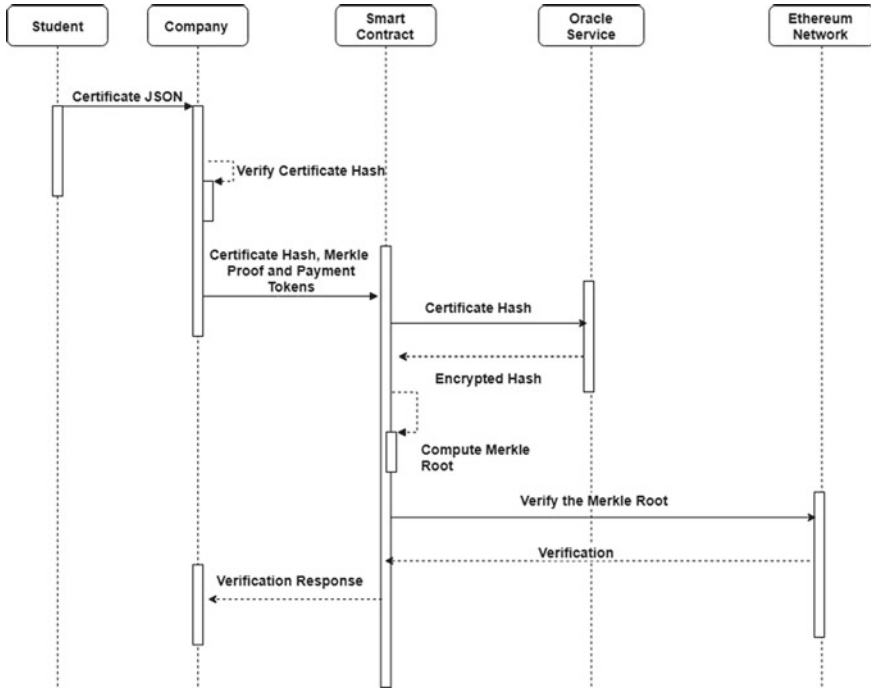 Student
Company
Smart
Contract
Oracle
Service
Ethereum
Network
Certificate JSON
Verify Certificate Hash
Certificate Hash, Merkle
Proof and Payment
Tokens
Certificate Hash
Encrypted Hash
Compute Merkle
Root
Verify the Merkle Root
Verification
Verification Response